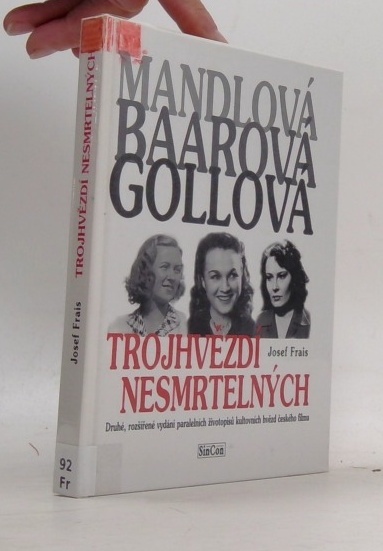 MANDLOVÁ
BAAROVÁ
GOLLOVÁ
TROJHVĚZDÍ
Josef Frais
NESMRTELNÝCH
Druhé, rozšířené vydání paralelních životopisů kultovních hvězd českého filmu
SinCon
TROJHVĚZDÍ NESMRTELNÝCH
Josef Frais
92
Fr